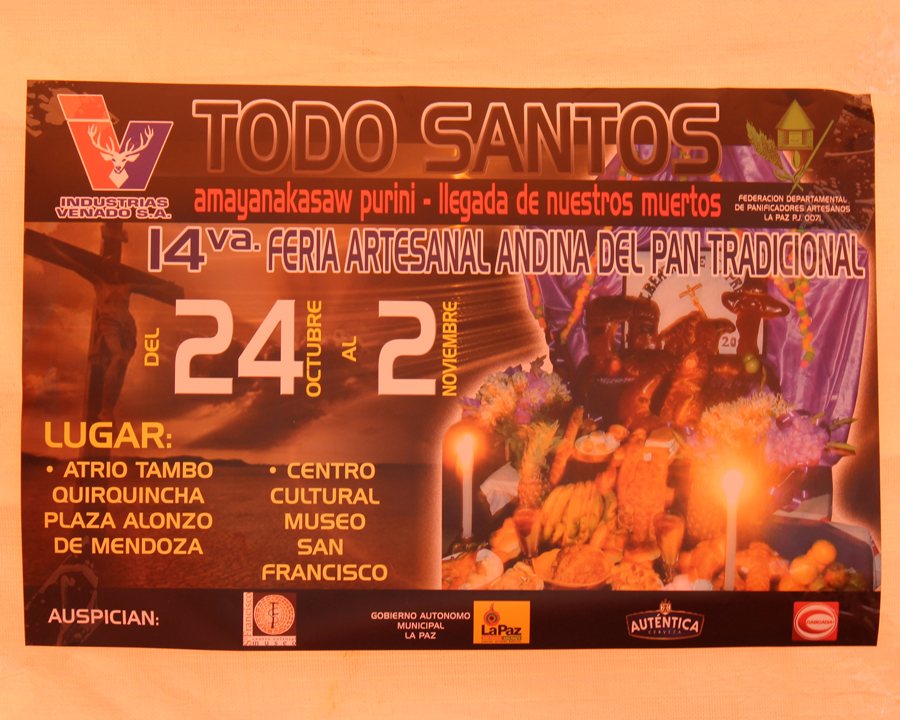 TODO SANTOS
INDUSTRIAS
VENADO S.A.
amayanakasaw purini - llegada de nuestros muertos
FEDERACION DEPARTAMENTAL
DE PANIFICADORES ARTESANOS
LA PAZ P.J. 0071
14va. FERIA ARTESANAL ANDINA DEL PAN TRADICIONAL
DEL 24 OCTUBRE AL 2 NOVIEMBRE
LUGAR:
• ATRIO TAMBO
QUIRQUINCHA
PLAZA ALONZO
DE MENDOZA
• CENTRO
CULTURAL
MUSEO
SAN
FRANCISCO
AUSPICIAN:
GOBIERNO AUTONOMO
MUNICIPAL
LA PAZ
LaPaz
AUTÉNTICA
CERVEZA